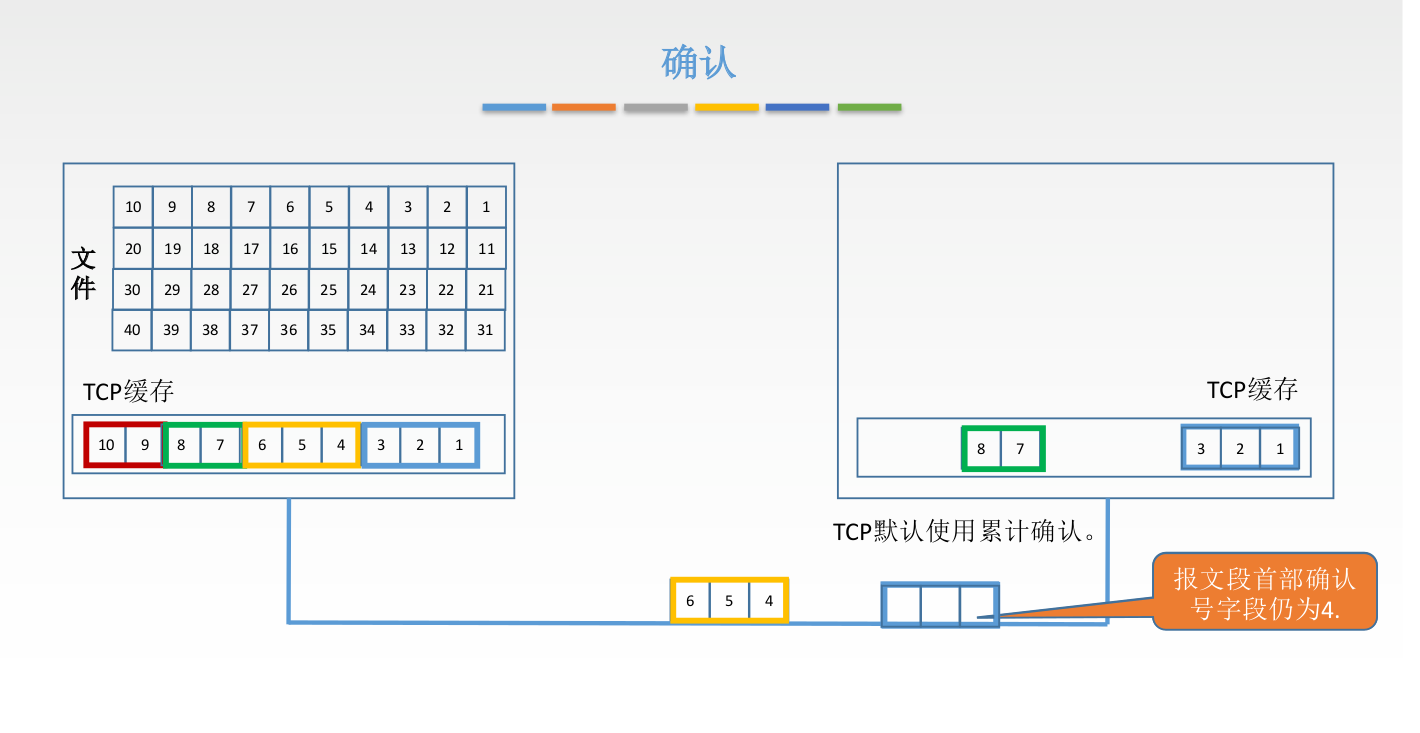 确认
文件
10 9 8 7 6 5 4 3 2 1
20 19 18 17 16 15 14 13 12 11
30 29 28 27 26 25 24 23 22 21
40 39 38 37 36 35 34 33 32 31
TCP缓存
10 9 8 7 6 5 4 3 2 1
TCP缓存
8 7 3 2 1
TCP默认使用累计确认。
6 5 4
报文段首部确认
号字段仍为4.